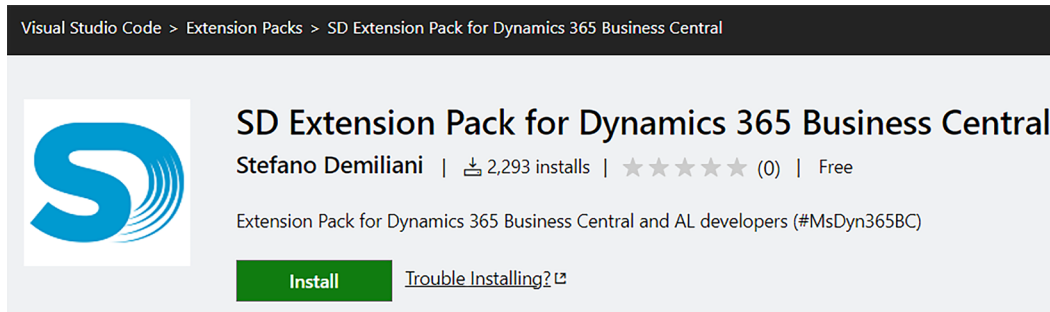 Visual Studio Code > Extension Packs > SD Extension Pack for Dynamics 365 Business Central
SD
SD Extension Pack for Dynamics 365 Business Central
Stefano Demiliani | 2,293 installs | (0) | Free
Extension Pack for Dynamics 365 Business Central and AL developers (#MsDyn365BC)
Install Trouble Installing?